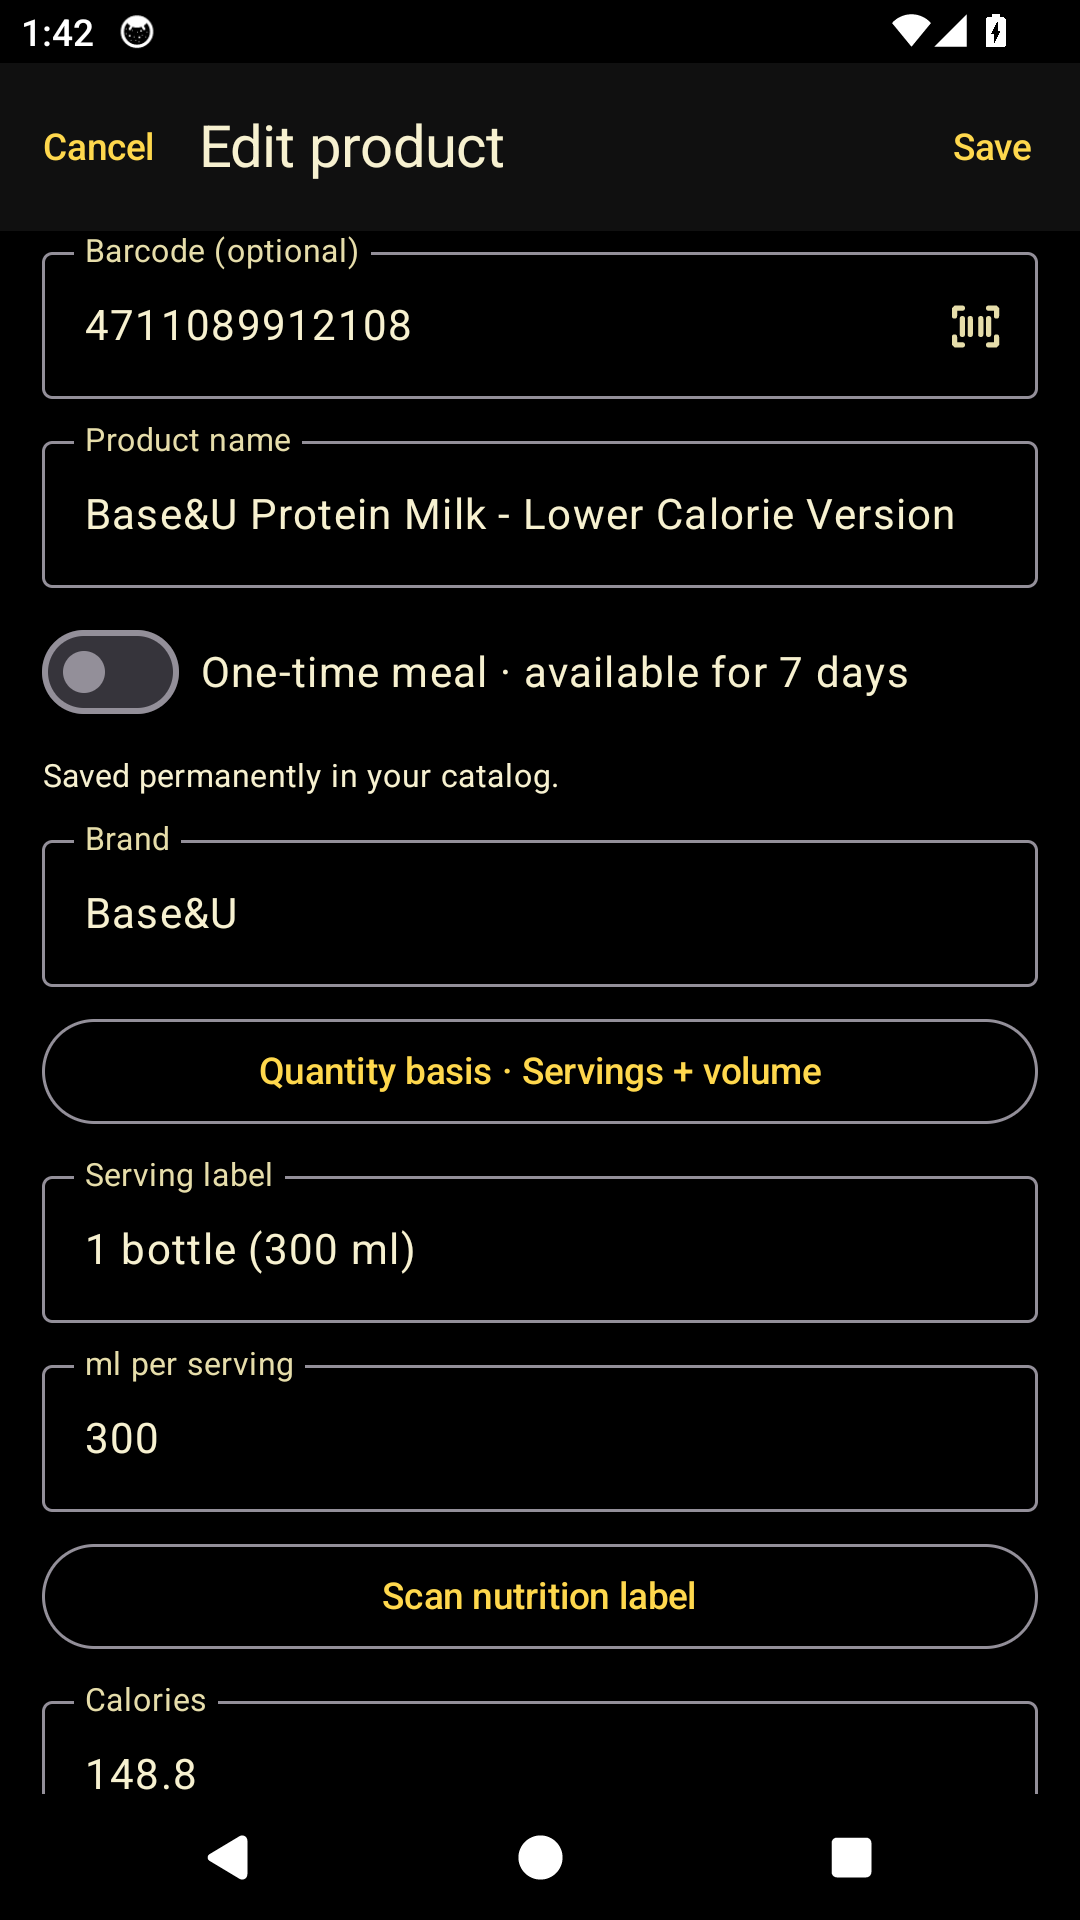 1:42
Cancel Edit product Save
Barcode (optional)
4711089912108
Product name
Base&U Protein Milk - Lower Calorie Version
One-time meal · available for 7 days
Saved permanently in your catalog.
Brand
Base&U
Quantity basis · Servings + volume
Serving label
1 bottle (300 ml)
ml per serving
300
Scan nutrition label
Calories
148.8